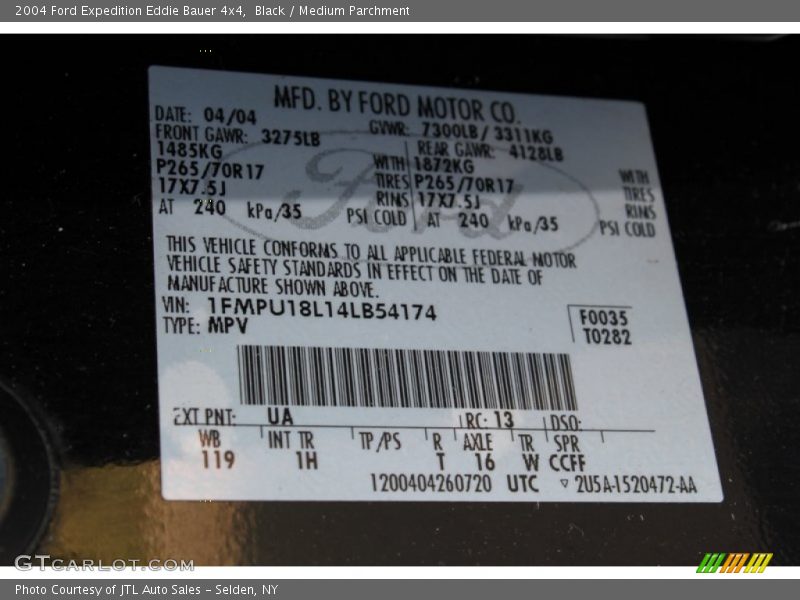 2004 Ford Expedition Eddie Bauer 4x4,  Black / Medium Parchment
MFD. BY FORD MOTOR CO.
DATE: 04/04 GVWR: 7300LB / 3311KG
FRONT GAWR: 3275LB REAR GAWR: 4128LB
1485KG WITH 1872KG WITH
P265/70R17 TIRES P265/70R17 TIRES
17X7.5J RIMS 17X7.5J RIMS
AT 240 kPa/35 PSI COLD AT 240 kPa/35 PSI COLD
Ford
THIS VEHICLE CONFORMS TO ALL APPLICABLE FEDERAL MOTOR
VEHICLE SAFETY STANDARDS IN EFFECT ON THE DATE OF
MANUFACTURE SHOWN ABOVE.
VIN: 1FMPU18L14LB54174
TYPE: MPV
F0035
T0282
EXT PNT: UA RC: 13 DSO:
WB INT TR TP/PS R AXLE TR SPR
119 1H T 16 W CCFF
1200404260720 UTC ▽ 2U5A-1520472-AA
GTCARLOT.COM
Photo Courtesy of JTL Auto Sales - Selden, NY